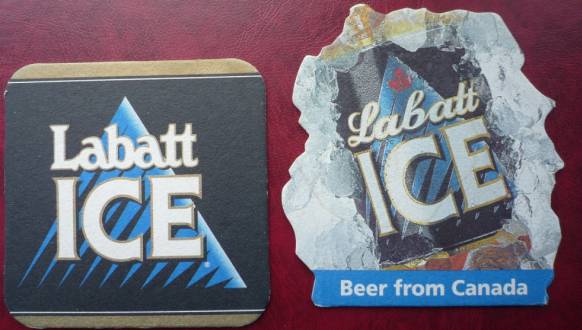 Labatt
ICE
Labatt
ICE
Beer from Canada